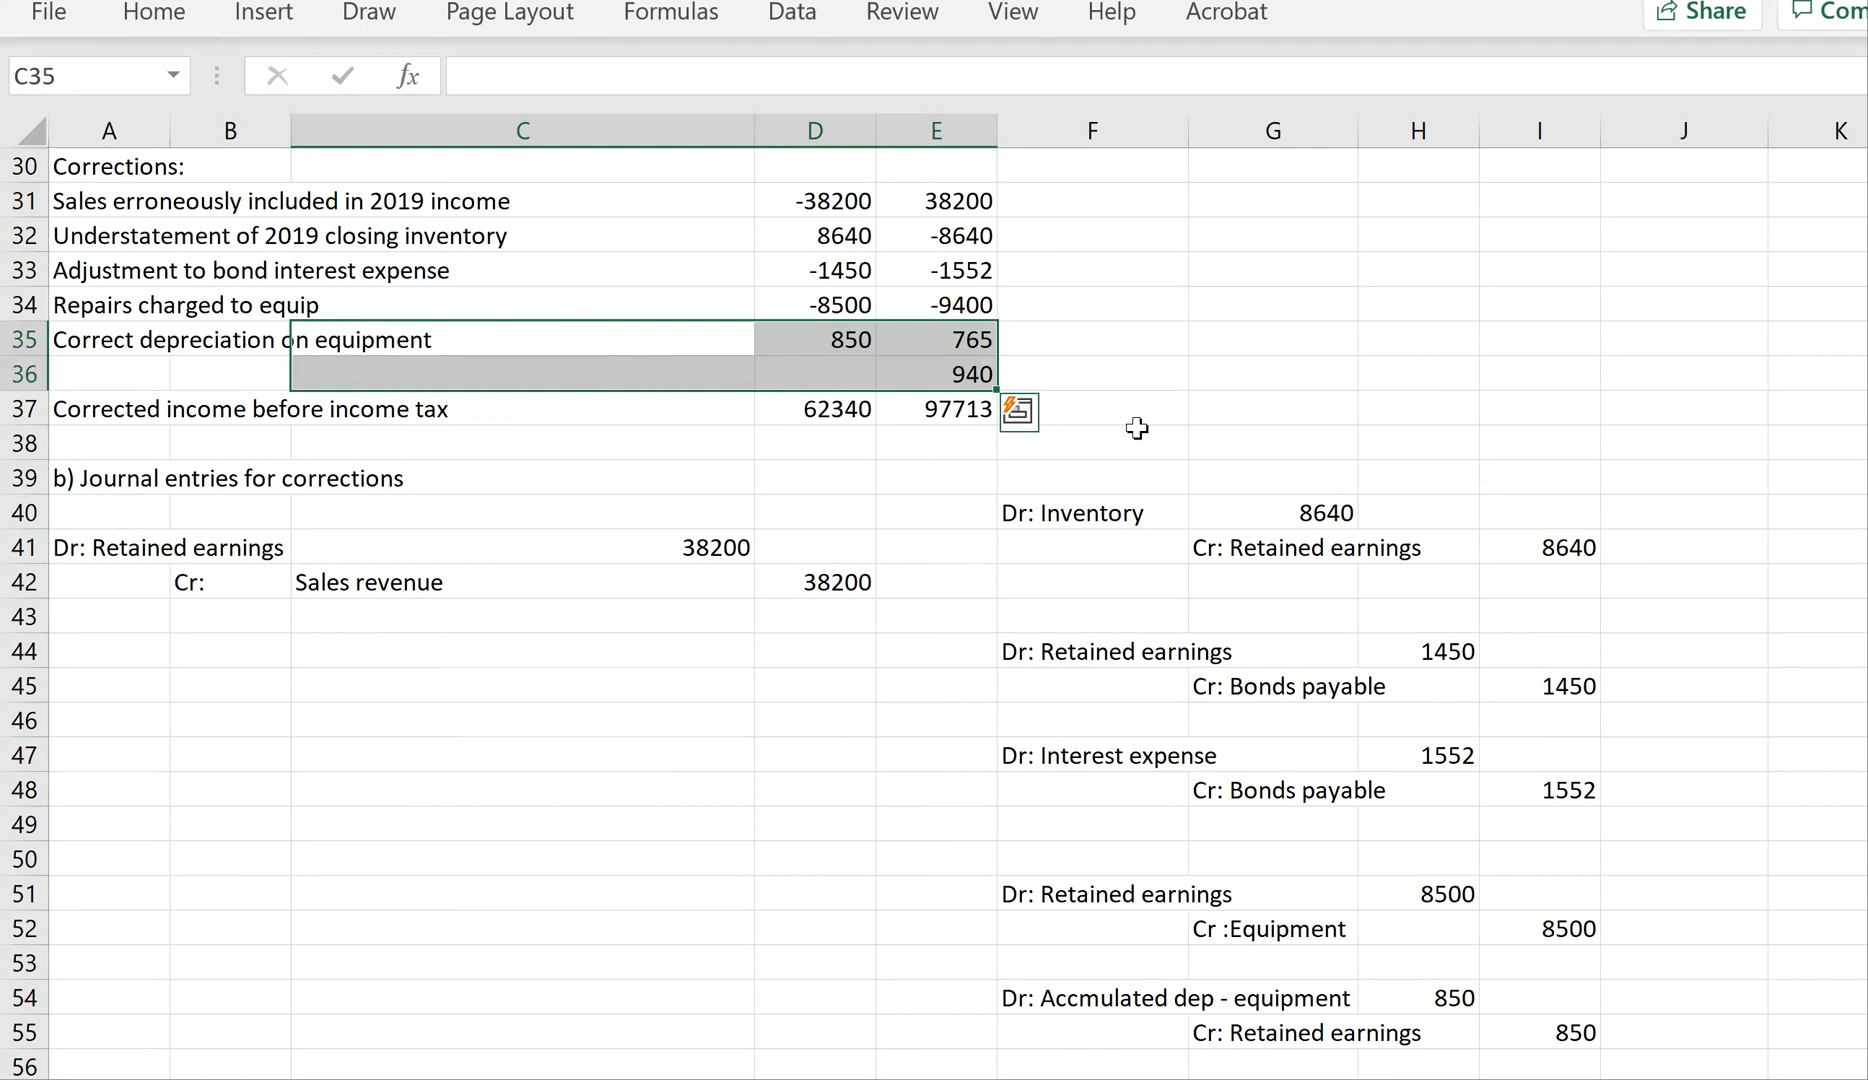 File Home Insert Draw Page Layout Formulas Data Review View Help Acrobat Share Com
C35 fx
A B C D E F G H I J K
30 Corrections:
31 Sales erroneously included in 2019 income -38200 38200
32 Understatement of 2019 closing inventory 8640 -8640
33 Adjustment to bond interest expense -1450 -1552
34 Repairs charged to equip -8500 -9400
35 Correct depreciation on equipment 850 765
36 940
37 Corrected income before income tax 62340 97713
38
39 b) Journal entries for corrections
40 Dr: Inventory 8640
41 Dr: Retained earnings 38200 Cr: Retained earnings 8640
42 Cr: Sales revenue 38200
43
44 Dr: Retained earnings 1450
45 Cr: Bonds payable 1450
46
47 Dr: Interest expense 1552
48 Cr: Bonds payable 1552
49
50
51 Dr: Retained earnings 8500
52 Cr :Equipment 8500
53
54 Dr: Accmulated dep - equipment 850
55 Cr: Retained earnings 850
56